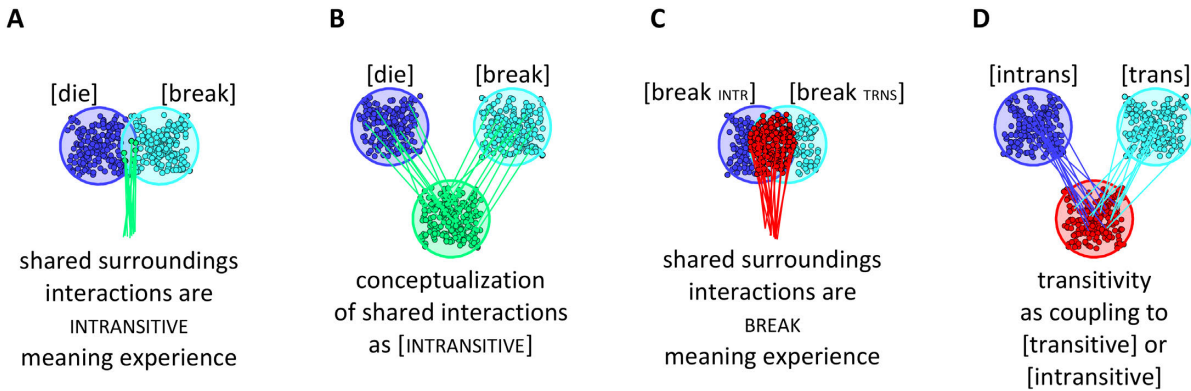 A
[die]
[break]
shared surroundings
interactions are
INTRANSITIVE
meaning experience
B
[die]
[break]
conceptualization
of shared interactions
as [INTRANSITIVE]
C
[break INTR]
[break TRNS]
shared surroundings
interactions are
BREAK
meaning experience
D
[intrans]
[trans]
transitivity
as coupling to
[transitive] or
[intransitive]